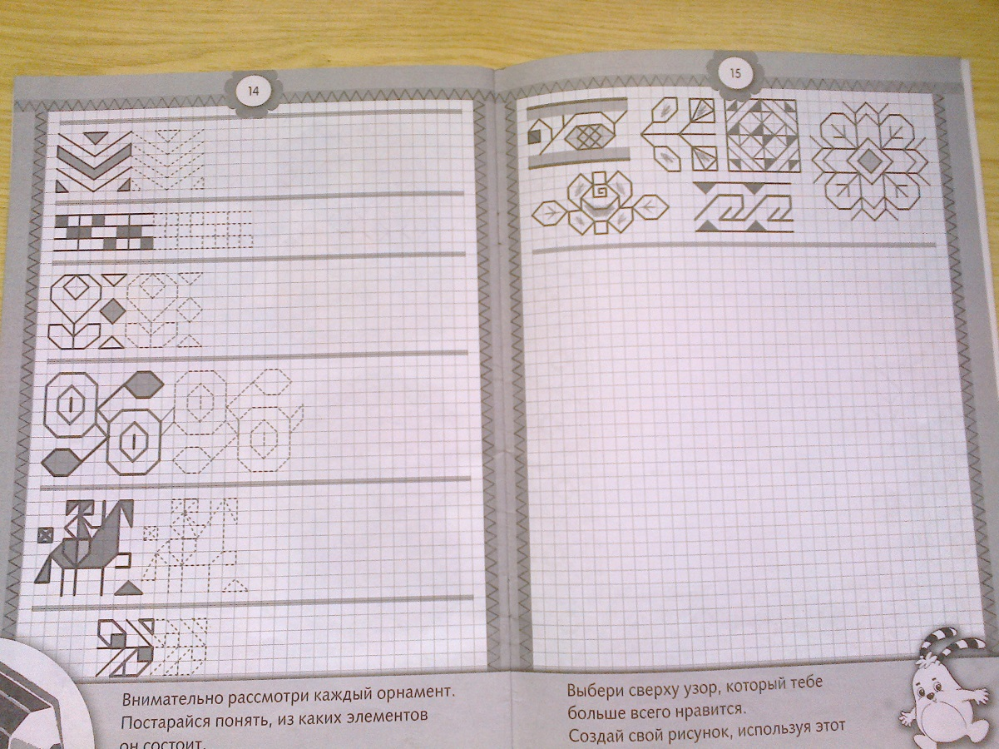 14
15
Внимательно рассмотри каждый орнамент.
Постарайся понять, из каких элементов
он состоит.
Выбери сверху узор, который тебе
больше всего нравится.
Создай свой рисунок, используя этот